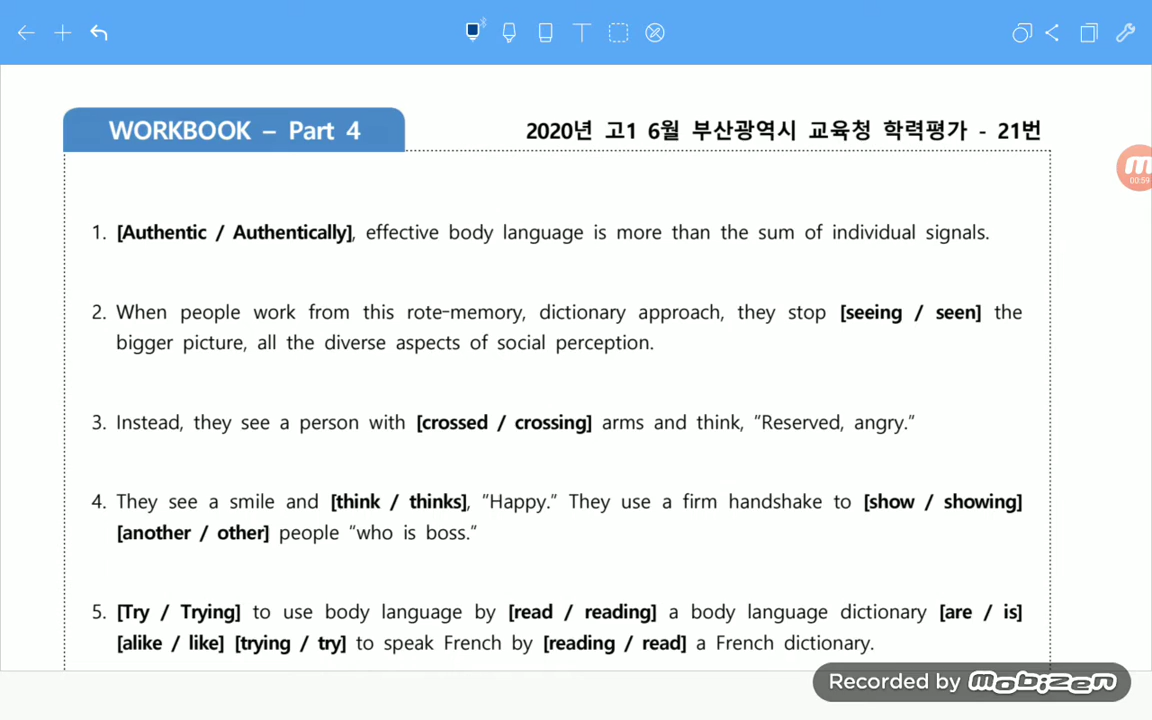 WORKBOOK – Part 4
2020년 고1 6월 부산광역시 교육청 학력평가 - 21번
00:59
1. [Authentic / Authentically], effective body language is more than the sum of individual signals.
2. When people work from this rote-memory, dictionary approach, they stop [seeing / seen] the
bigger picture, all the diverse aspects of social perception.
3. Instead, they see a person with [crossed / crossing] arms and think, “Reserved, angry.”
4. They see a smile and [think / thinks], “Happy.” They use a firm handshake to [show / showing]
[another / other] people “who is boss.”
5. [Try / Trying] to use body language by [read / reading] a body language dictionary [are / is]
[alike / like] [trying / try] to speak French by [reading / read] a French dictionary.
Recorded by mobizen